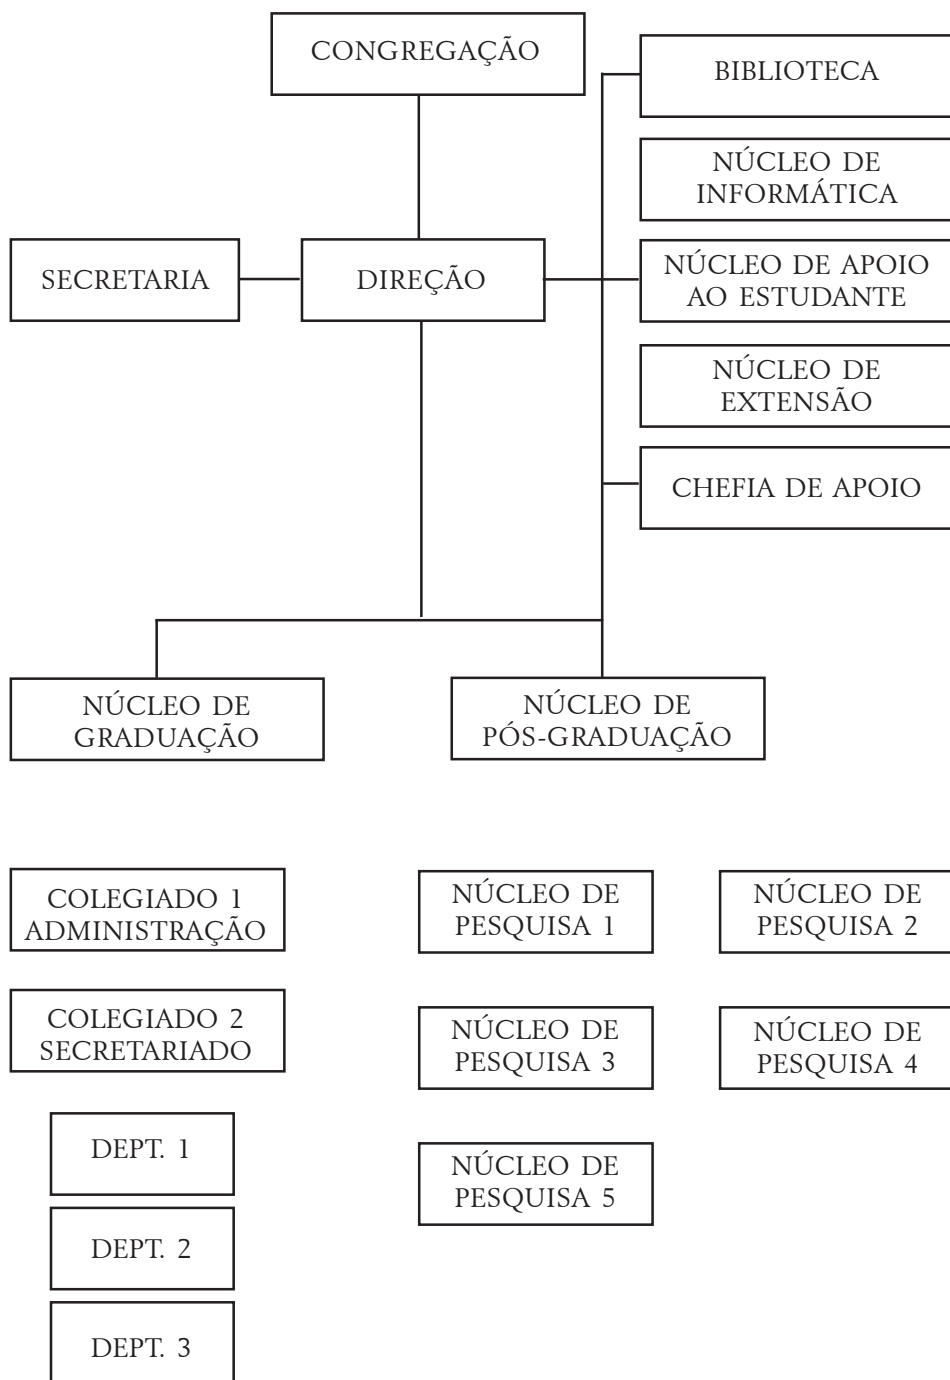 CONGREGAÇÃO
BIBLIOTECA
NÚCLEO DE
INFORMÁTICA
SECRETARIA
DIREÇÃO
NÚCLEO DE APOIO
AO ESTUDANTE
NÚCLEO DE
EXTENSÃO
CHEFIA DE APOIO
NÚCLEO DE
GRADUAÇÃO
NÚCLEO DE
PÓS-GRADUAÇÃO
COLEGIADO 1
ADMINISTRAÇÃO
NÚCLEO DE
PESQUISA 1
NÚCLEO DE
PESQUISA 2
COLEGIADO 2
SECRETARIADO
NÚCLEO DE
PESQUISA 3
NÚCLEO DE
PESQUISA 4
DEPT. 1
NÚCLEO DE
PESQUISA 5
DEPT. 2
DEPT. 3